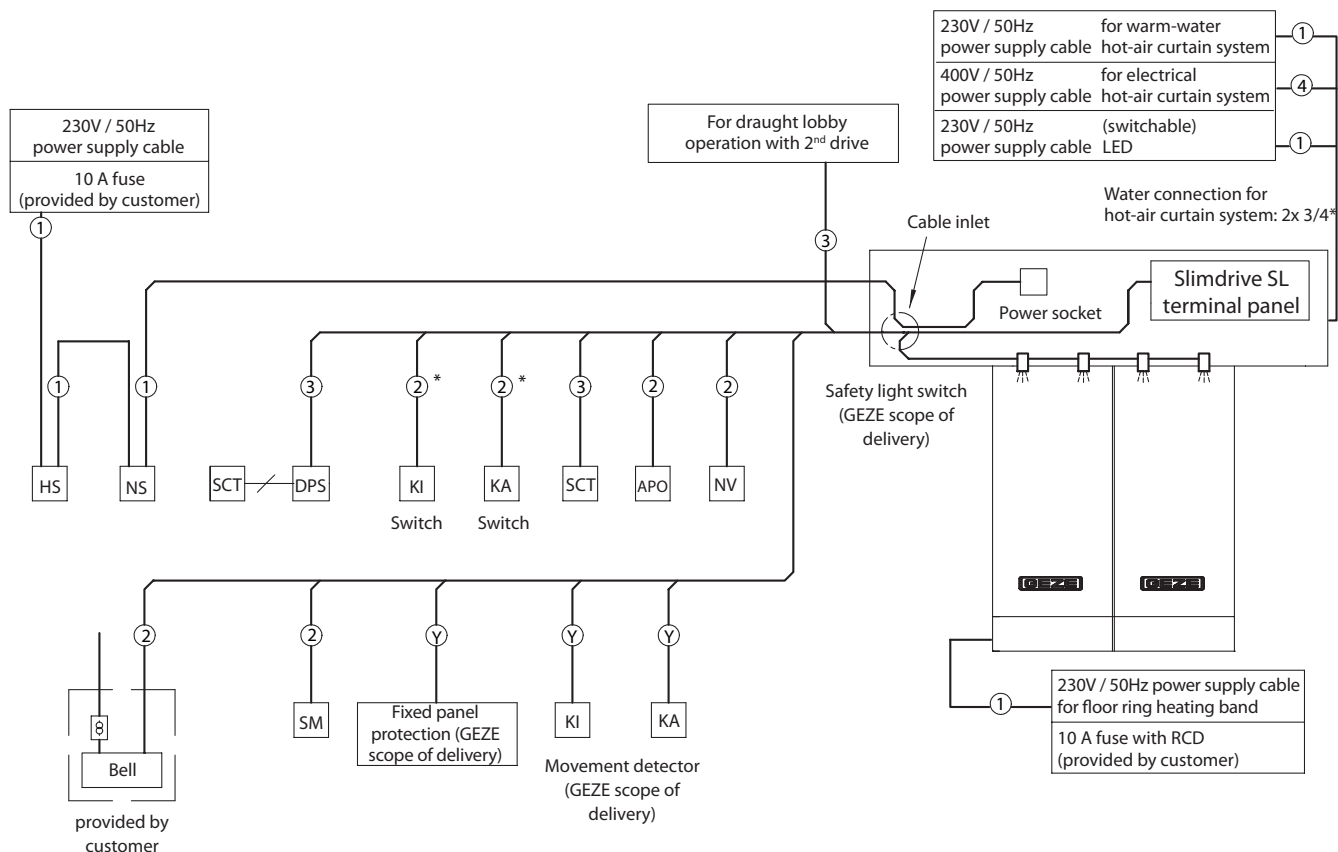 230V / 50Hz for warm-water
power supply cable hot-air curtain system
1
400V / 50Hz for electrical
power supply cable hot-air curtain system
4
230V / 50Hz (switchable)
power supply cable LED
1
230V / 50Hz
power supply cable
10 A fuse
(provided by customer)
1
For draught lobby
operation with 2nd drive
3
Water connection for
hot-air curtain system: 2x 3/4*
Cable inlet
Slimdrive SL
terminal panel
Power socket
Safety light switch
(GEZE scope of
delivery)
1
1
3
2 *
2 *
3
2
2
HS
NS
SCT
DPS
KI
KA
SCT
APO
NV
Switch
Switch
GEZE
GEZE
2
2
Y
Y
Y
SM
Fixed panel
protection (GEZE
scope of delivery)
KI
KA
Movement detector
(GEZE scope of
delivery)
8
Bell
provided by
customer
1
230V / 50Hz power supply cable
for floor ring heating band
10 A fuse with RCD
(provided by customer)